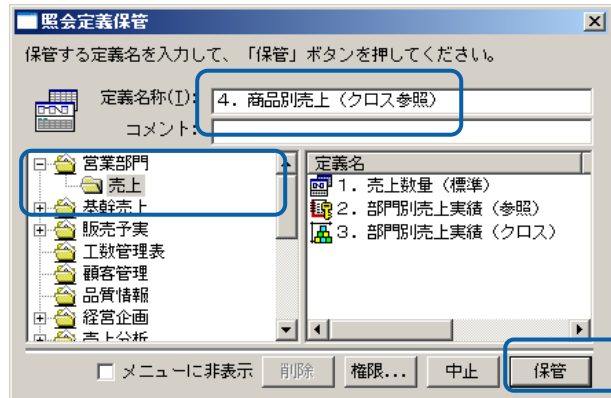 照会定義保管
保管する定義名を入力して、「保管」ボタンを押してください。
定義名称(I): 4．商品別売上（クロス参照）
コメント:
営業部門
売上
基幹売上
販売予実
工数管理表
顧客管理
品質情報
経営企画
売上分析
定義名
1．売上数量（標準）
2．部門別売上実績（参照）
3．部門別売上実績（クロス）
メニューに非表示 削除 権限... 中止 保管